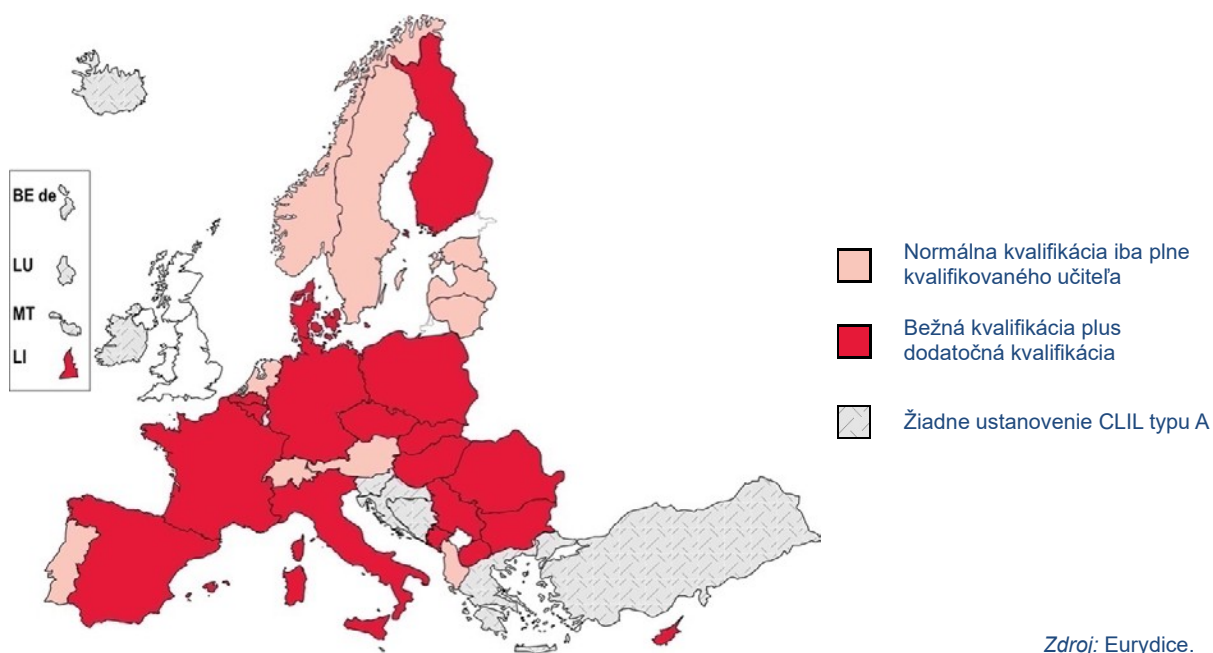 BE de
LU
MT
LI
Normálna kvalifikácia iba plne
kvalifikovaného učiteľa
Bežná kvalifikácia plus
dodatočná kvalifikácia
Žiadne ustanovenie CLIL typu A
Zdroj: Eurydice.